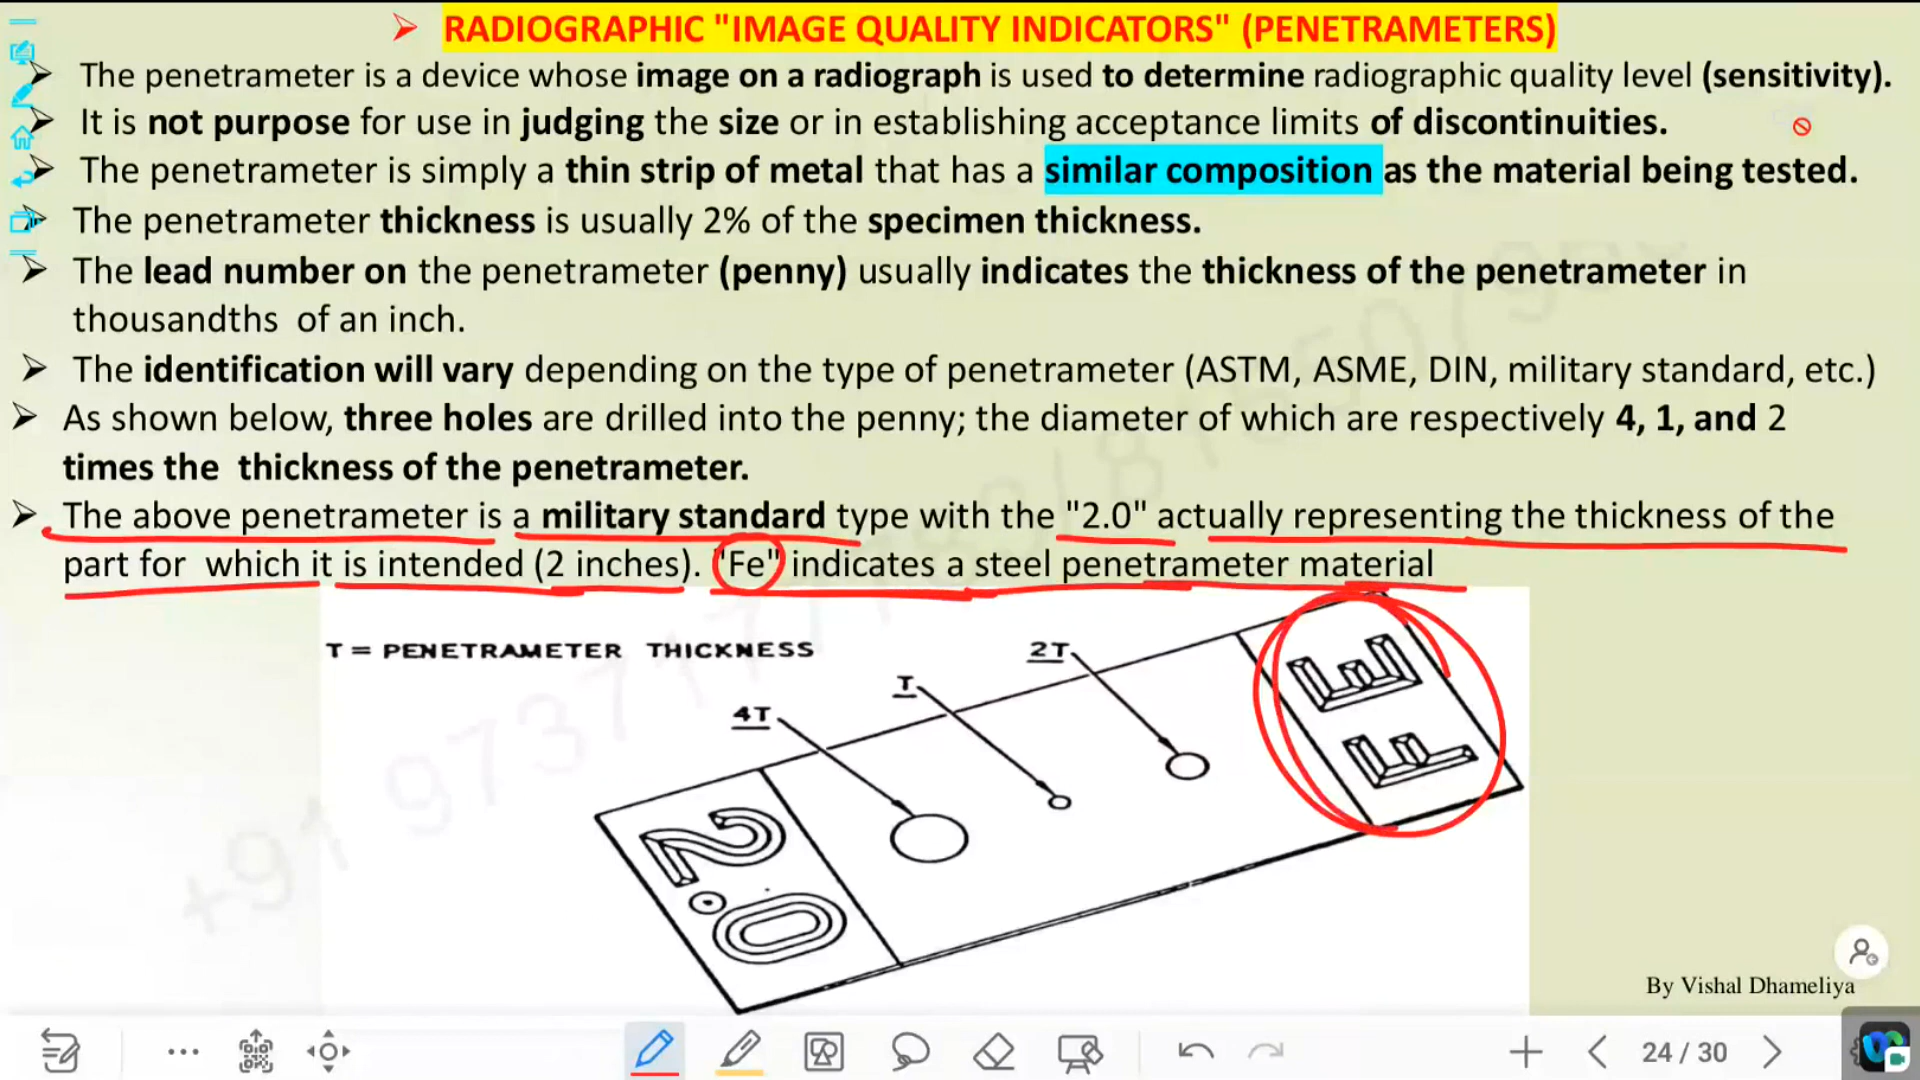 RADIOGRAPHIC "IMAGE QUALITY INDICATORS" (PENETRAMETERS)
The penetrameter is a device whose image on a radiograph is used to determine radiographic quality level (sensitivity).
It is not purpose for use in judging the size or in establishing acceptance limits of discontinuities.
The penetrameter is simply a thin strip of metal that has a similar composition as the material being tested.
The penetrameter thickness is usually 2% of the specimen thickness.
The lead number on the penetrameter (penny) usually indicates the thickness of the penetrameter in
thousandths of an inch.
The identification will vary depending on the type of penetrameter (ASTM, ASME, DIN, military standard, etc.)
As shown below, three holes are drilled into the penny; the diameter of which are respectively 4, 1, and 2
times the thickness of the penetrameter.
The above penetrameter is a military standard type with the "2.0" actually representing the thickness of the
part for which it is intended (2 inches). "Fe" indicates a steel penetrameter material
T = PENETRAMETER THICKNESS
2T
T
4T
FE
2.0
By Vishal Dhameliya
24 / 30